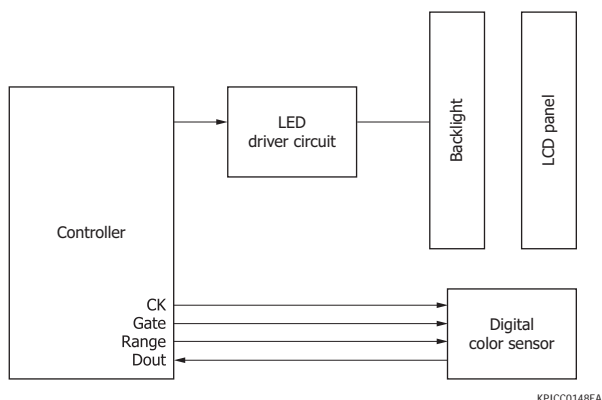 LED
driver circuit
Backlight
LCD panel
Controller
CK
Gate
Range
Dout
Digital
color sensor
KPICC0148EA